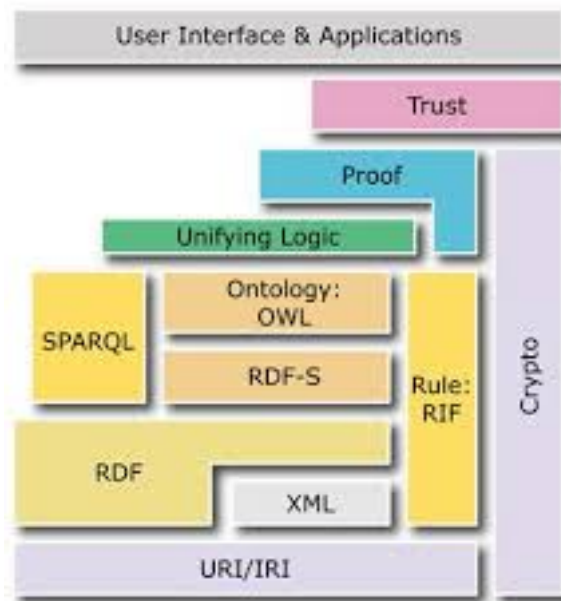 User Interface & Applications
Trust
Proof
Unifying Logic
Ontology:
OWL
SPARQL
RDF-S
Rule:
RIF
Crypto
RDF
XML
URI/IRI